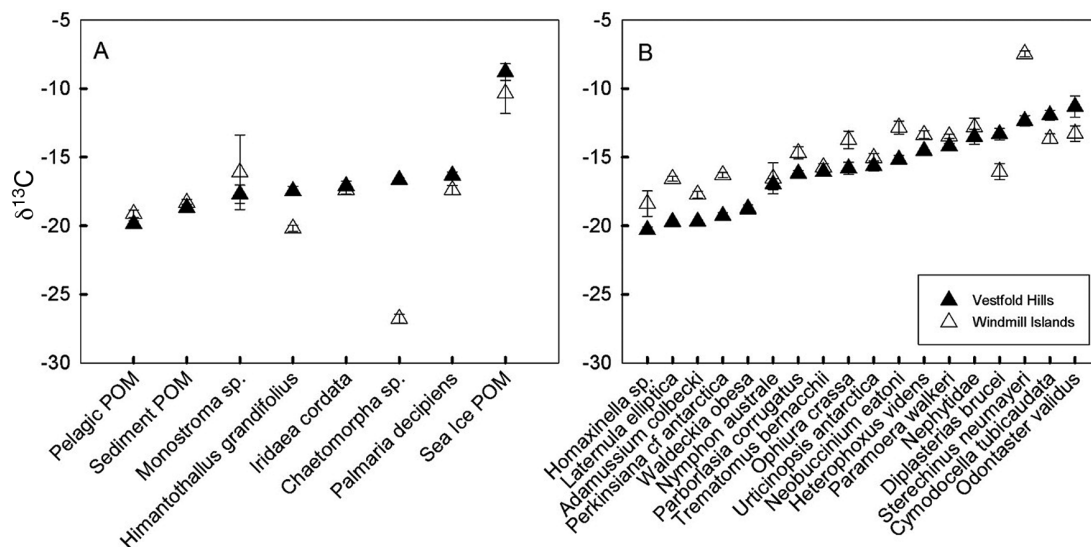 A
-5
-10
-15
-20
-25
-30
δ13C
Pelagic POM
Sediment POM
Monostroma sp.
Himantothallus grandifolius
Iridaea cordata
Chaetomorpha sp.
Palmaria decipiens
Sea Ice POM
B
-5
-10
-15
-20
-25
-30
Vestfold Hills
Windmill Islands
Homaxinella sp.
Laternula elliptica
Adamussium colbecki
Perkinsiana cf antarctica
Waldeckia obesa
Nymphon australe
Parborlasia corrugatus
Trematomus bernacchii
Ophiura crassa
Urticinopsis antarctica
Neobuccinium eatoni
Heterophoxus videns
Paramoera walkeri
Nephytidae
Diplasterias brucei
Sterechinus neumayeri
Cymodocella tubicaudata
Odontaster validus